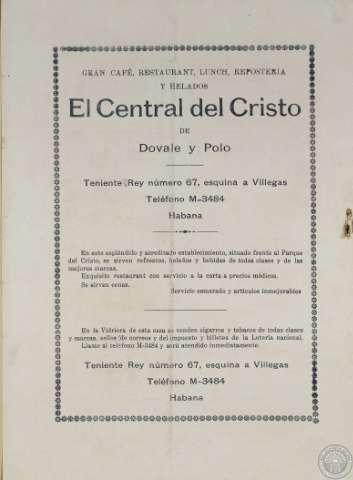 GRAN CAFÉ, RESTAURANT, LUNCH, REPOSTERIA
Y HELADOS
El Central del Cristo
DE
Dovale y Polo
Teniente Rey número 67, esquina a Villegas
Teléfono M-3484
Habana
En este espléndido y acreditado establecimiento, situado frente al Parque
del Cristo, se sirven refrescos, helados y bebidas de todas clases y de las
mejores marcas.
Exquisito restaurant con servicio a la carta a precios módicos.
Se sirven cenas.
Servicio esmerado y artículos inmejorables
En la Vidriera de esta casa se venden cigarros y tabacos de todas clases
y marcas, sellos de correos y del impuesto y billetes de la Lotería nacional.
Llame al teléfono M-3484 y será atendido inmediatamente.
Teniente Rey número 67, esquina a Villegas
Teléfono M-3484
Habana